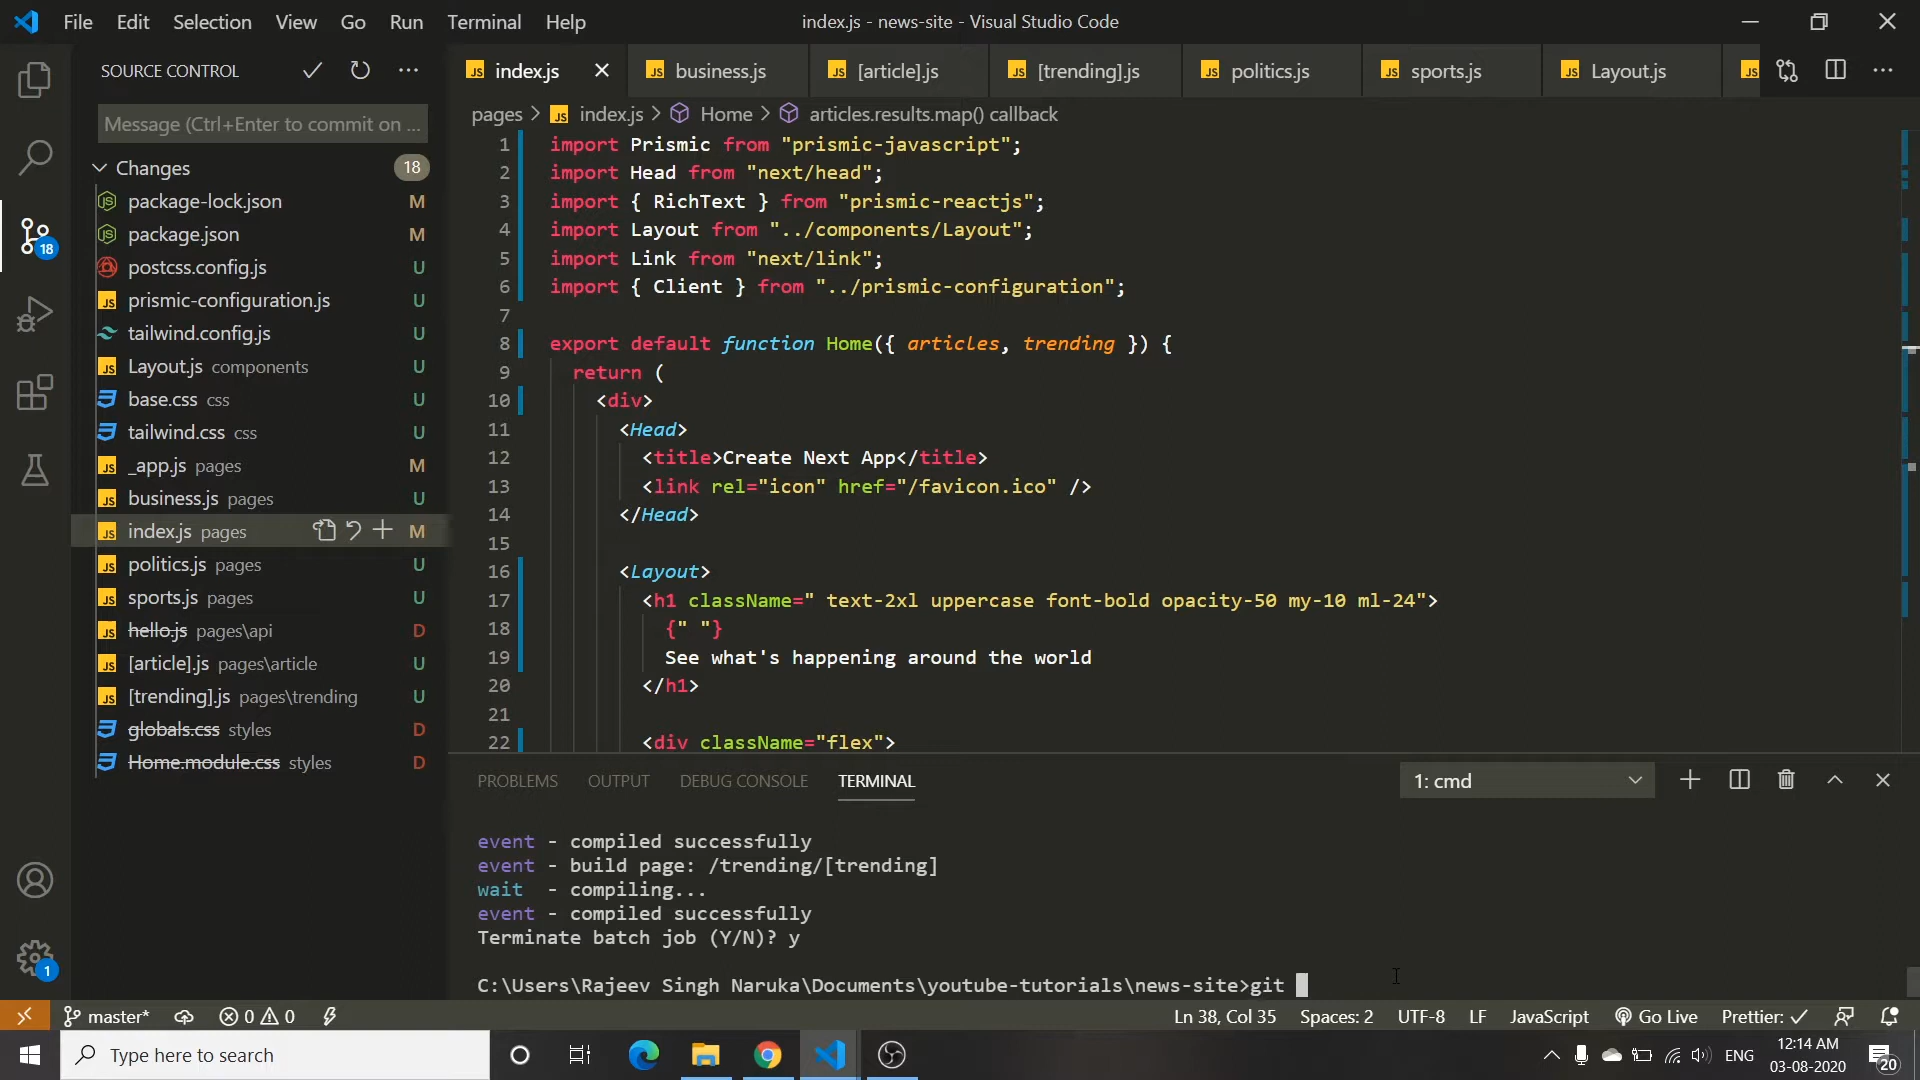 File Edit Selection View Go Run Terminal Help
index.js - news-site - Visual Studio Code
SOURCE CONTROL
Message (Ctrl+Enter to commit on ...
Changes 18
package-lock.json M
package.json M
postcss.config.js U
prismic-configuration.js U
tailwind.config.js U
Layout.js components U
base.css css U
tailwind.css css U
_app.js pages M
business.js pages U
index.js pages M
politics.js pages U
sports.js pages U
hello.js pages\api D
[article].js pages\article U
[trending].js pages\trending U
globals.css styles D
Home.module.css styles D
18
1
JS index.js JS business.js JS [article].js JS [trending].js JS politics.js JS sports.js JS Layout.js JS
pages > JS index.js > Home > articles.results.map() callback
1 import Prismic from "prismic-javascript";
2 import Head from "next/head";
3 import { RichText } from "prismic-reactjs";
4 import Layout from "../components/Layout";
5 import Link from "next/link";
6 import { Client } from "../prismic-configuration";
7
8 export default function Home({ articles, trending }) {
9 return (
10 <div>
11 <Head>
12 <title>Create Next App</title>
13 <link rel="icon" href="/favicon.ico" />
14 </Head>
15
16 <Layout>
17 <h1 className=" text-2xl uppercase font-bold opacity-50 my-10 ml-24">
18 {" "}
19 See what's happening around the world
20 </h1>
21
22 <div className="flex">
PROBLEMS OUTPUT DEBUG CONSOLE TERMINAL
1: cmd
event - compiled successfully
event - build page: /trending/[trending]
wait - compiling...
event - compiled successfully
Terminate batch job (Y/N)? y
C:\Users\Rajeev Singh Naruka\Documents\youtube-tutorials\news-site>git
master* 0 0 Ln 38, Col 35 Spaces: 2 UTF-8 LF JavaScript Go Live Prettier: ✓
Type here to search
ENG 12:14 AM
03-08-2020
20